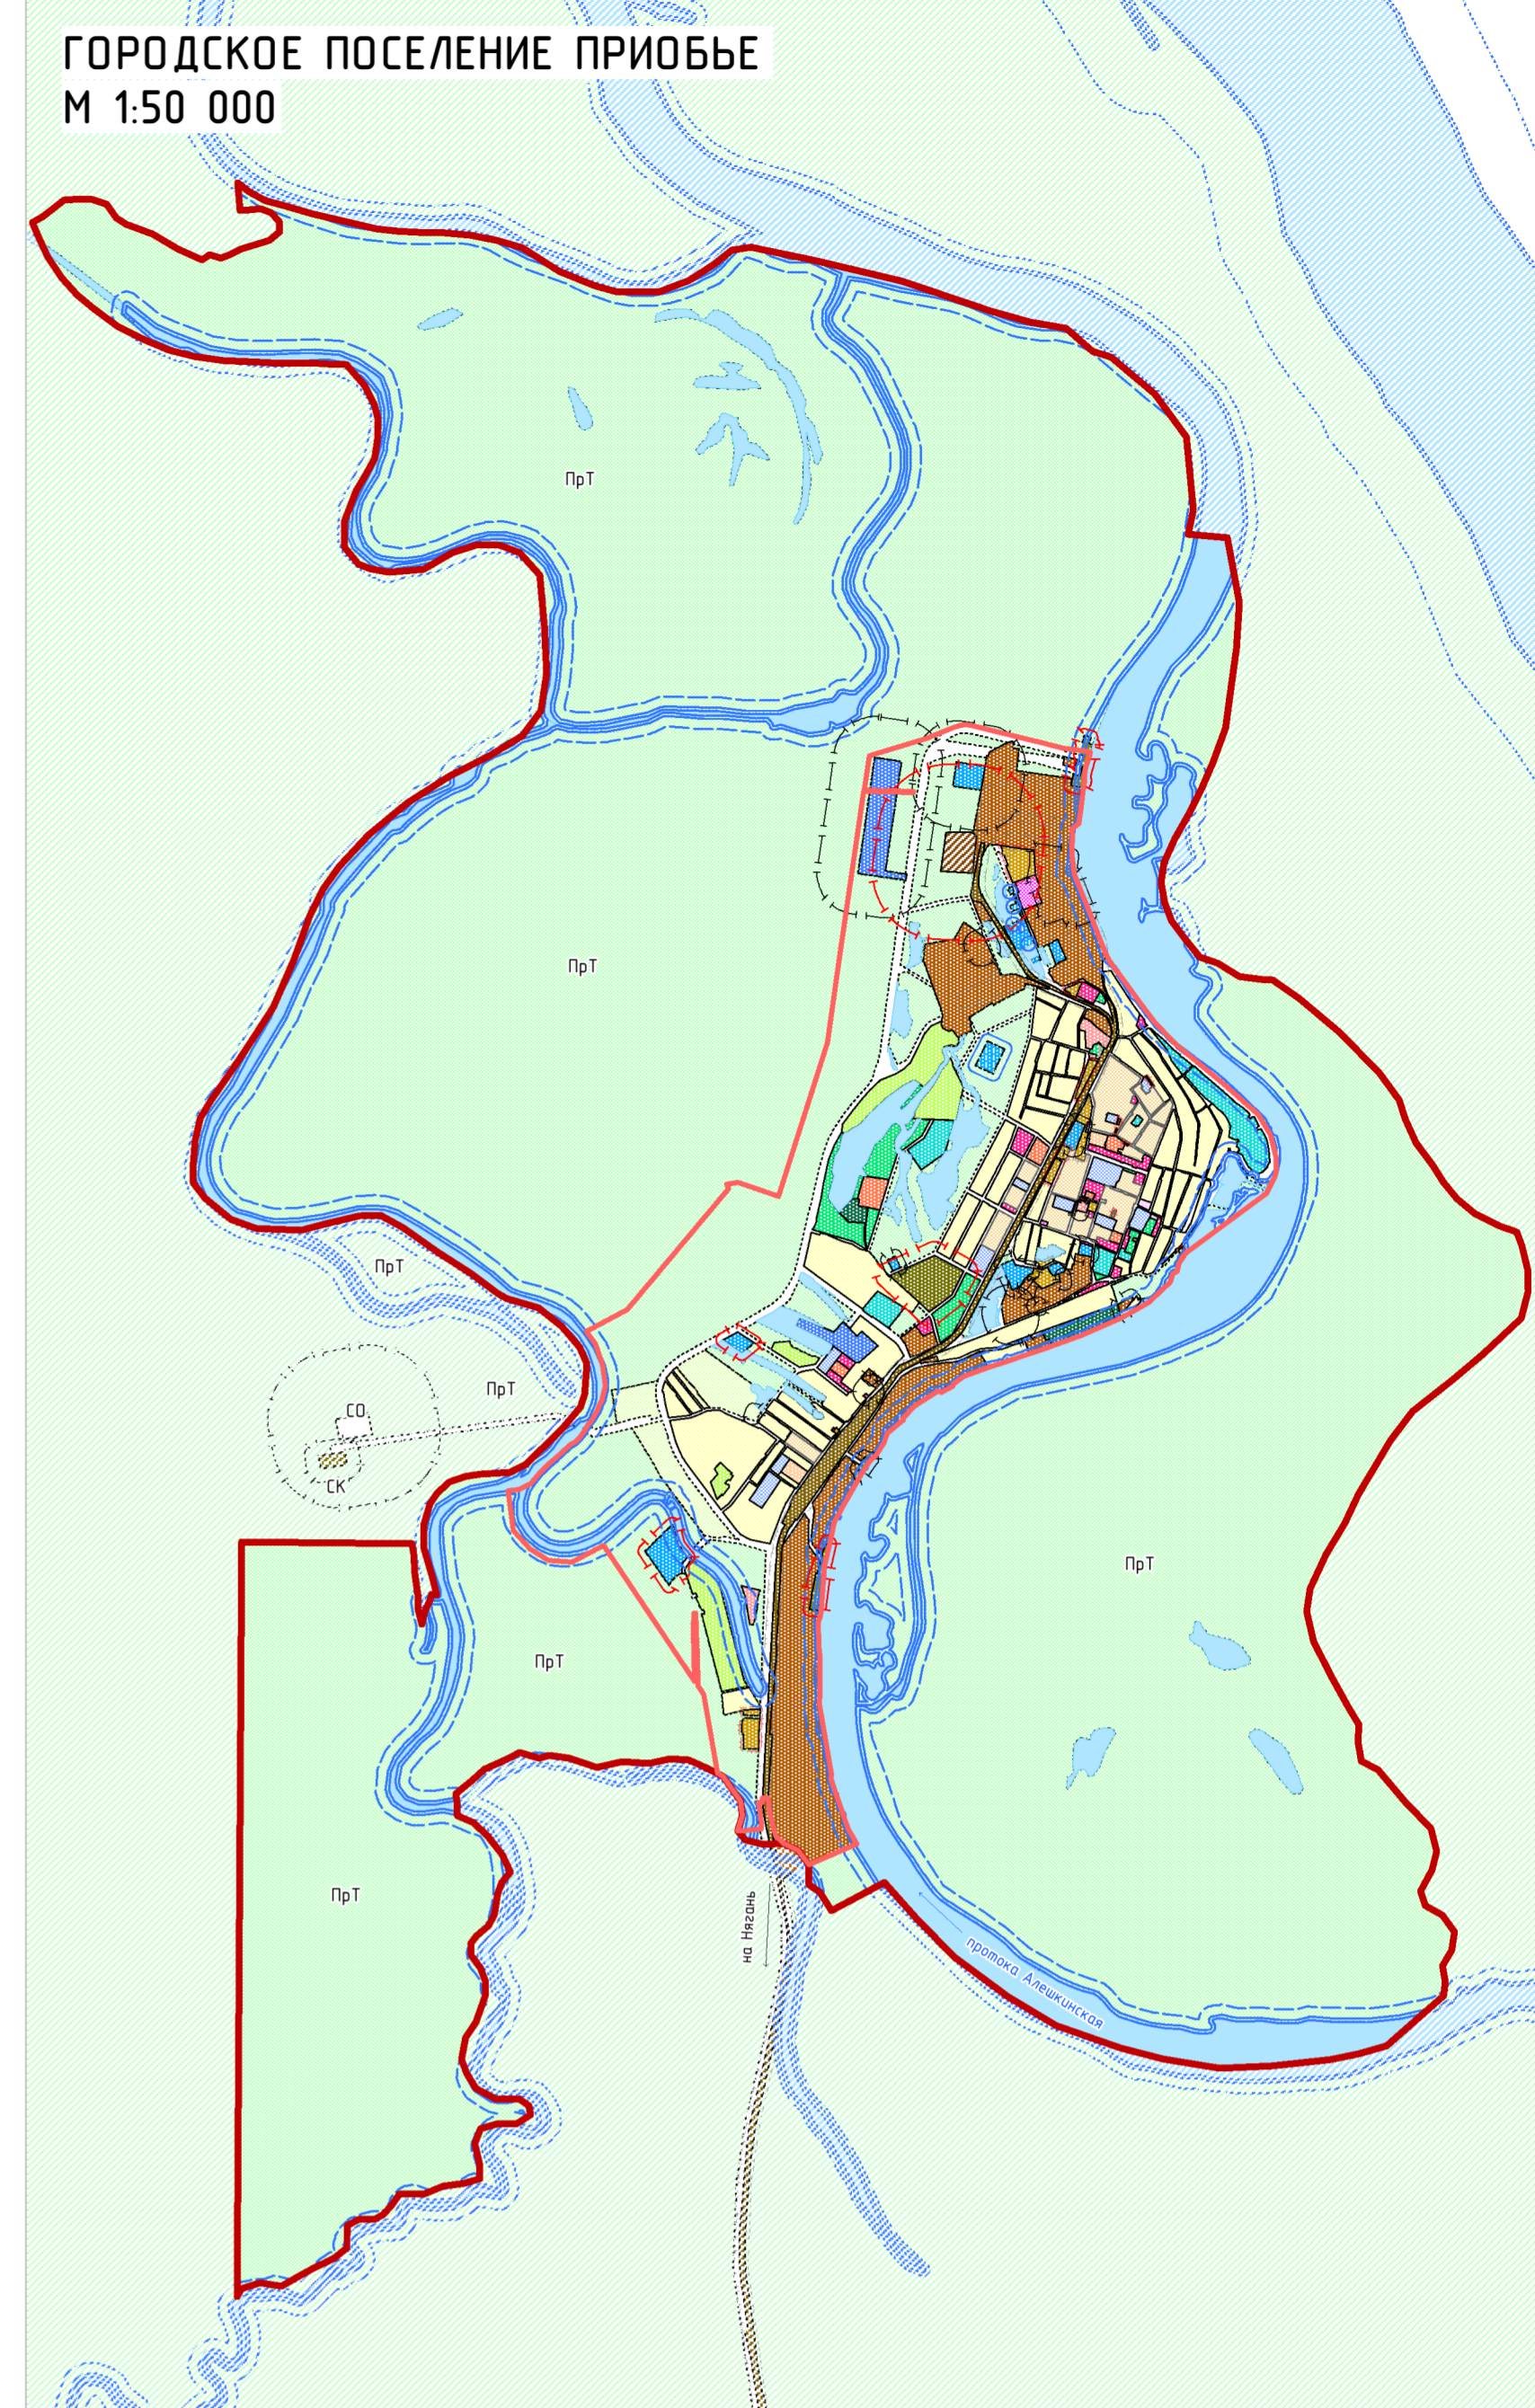 ГОРОДСКОЕ ПОСЕЛЕНИЕ ПРИОБЬЕ
М 1:50 000
ПрТ
ПрТ
ПрТ
ПрТ
СО
СК
ПрТ
ПрТ
ПрТ
на Нягань
протока Алешкинская